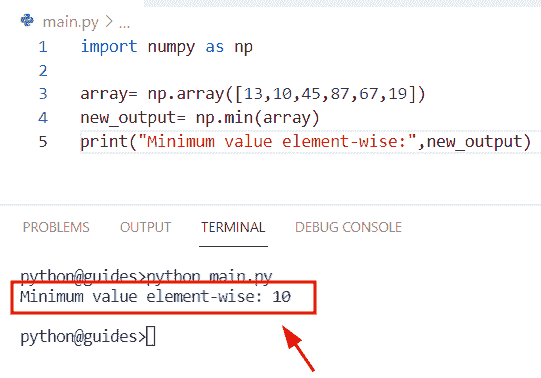 main.py > ...
1 import numpy as np
2
3 array= np.array([13,10,45,87,67,19])
4 new_output= np.min(array)
5 print("Minimum value element-wise:",new_output)
PROBLEMS OUTPUT TERMINAL DEBUG CONSOLE
python@guides>python main.py
Minimum value element-wise: 10
python@guides>